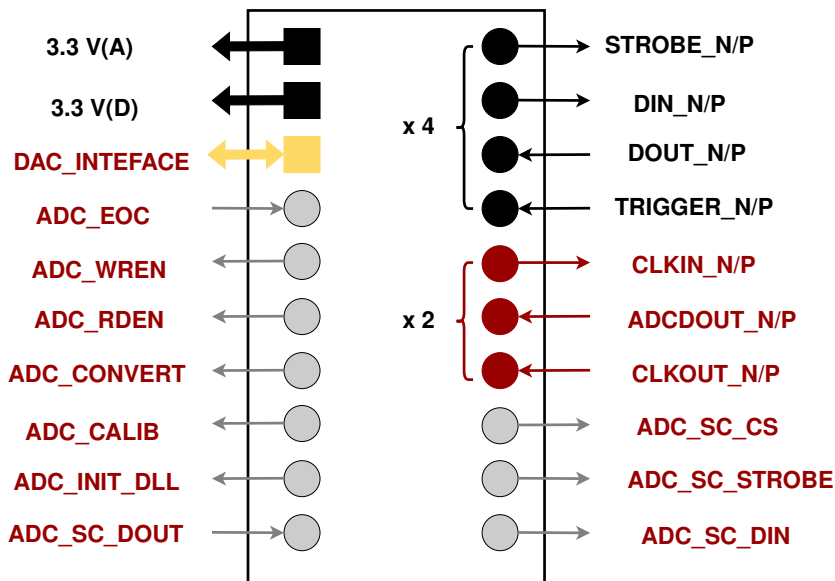 3.3 V(A)
3.3 V(D)
DAC_INTEFACE
ADC_EOC
ADC_WREN
ADC_RDEN
ADC_CONVERT
ADC_CALIB
ADC_INIT_DLL
ADC_SC_DOUT
x 4
x 2
STROBE_N/P
DIN_N/P
DOUT_N/P
TRIGGER_N/P
CLKIN_N/P
ADCDOUT_N/P
CLKOUT_N/P
ADC_SC_CS
ADC_SC_STROBE
ADC_SC_DIN